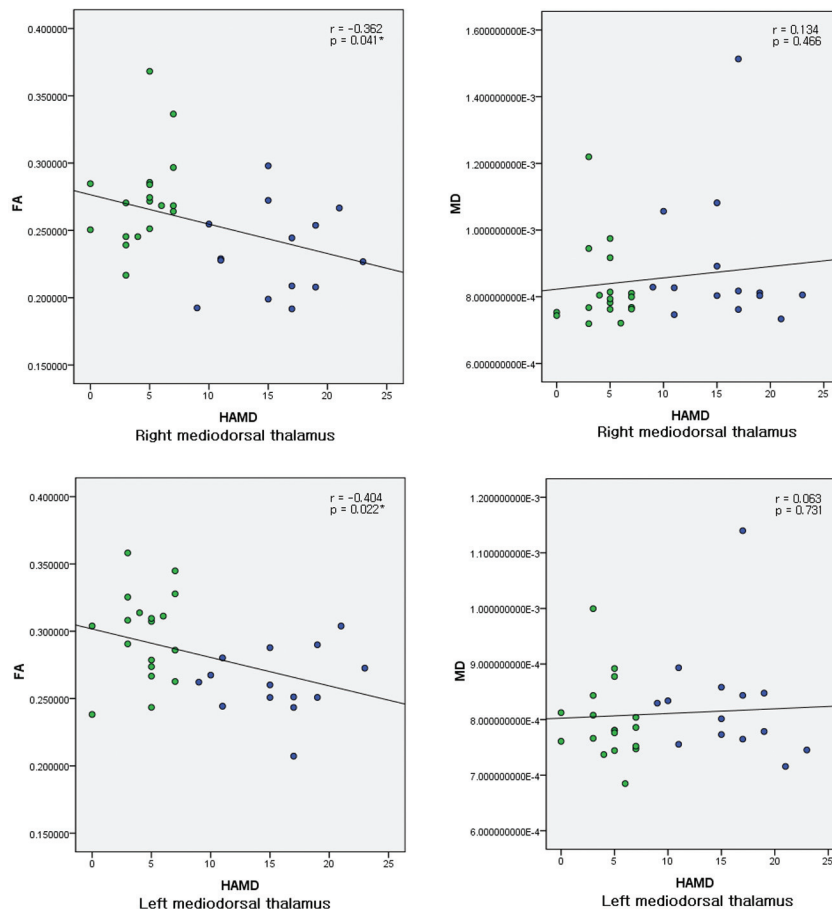 r = -0.362
p = 0.041*
0.400000
0.350000
0.300000
0.250000
0.200000
0.150000
FA
0 5 10 15 20 25
HAMD
Right mediodorsal thalamus
r = 0.134
p = 0.466
1.600000000E-3
1.400000000E-3
1.200000000E-3
1.000000000E-3
8.000000000E-4
6.000000000E-4
MD
0 5 10 15 20 25
HAMD
Right mediodorsal thalamus
r = -0.404
p = 0.022*
0.400000
0.350000
0.300000
0.250000
0.200000
0.150000
FA
0 5 10 15 20 25
HAMD
Left mediodorsal thalamus
r = 0.063
p = 0.731
1.200000000E-3
1.100000000E-3
1.000000000E-3
9.000000000E-4
8.000000000E-4
7.000000000E-4
6.000000000E-4
MD
0 5 10 15 20 25
HAMD
Left mediodorsal thalamus